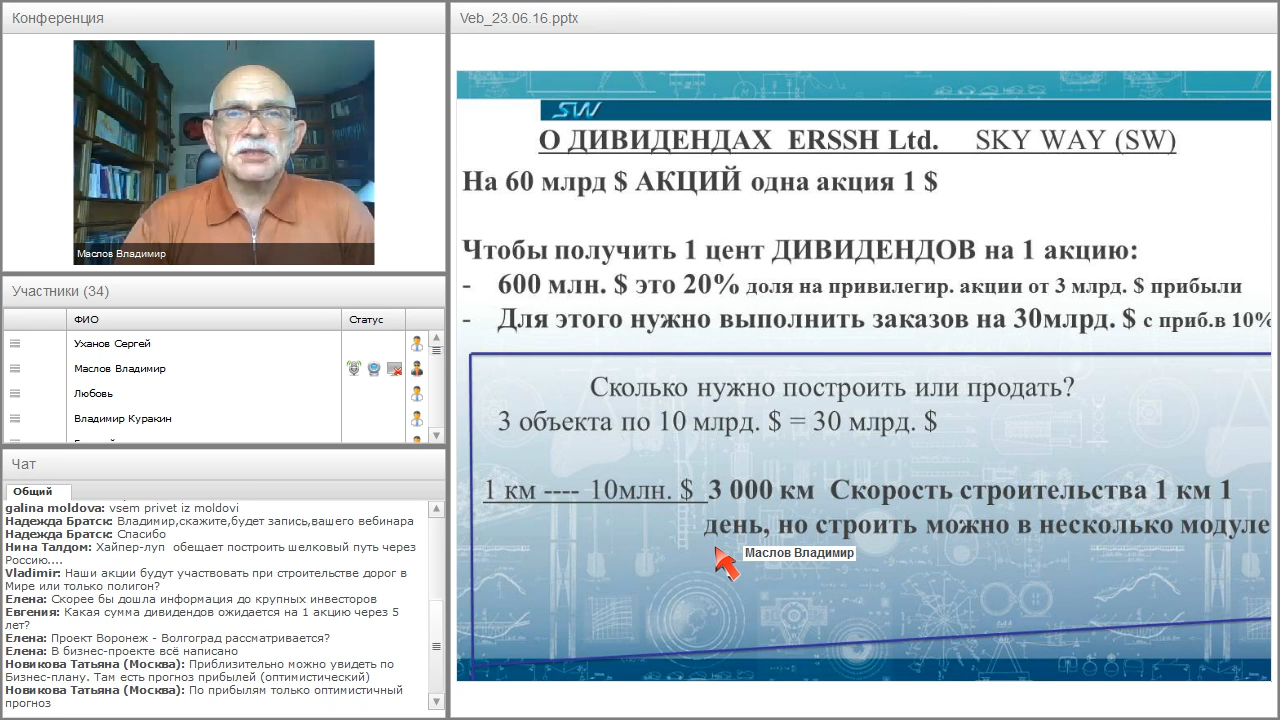 Конференция
Маслов Владимир
Участники (34)
ФИО
Статус
Уханов Сергей
Маслов Владимир
Любовь
Владимир Куракин
Чат
Общий
galina moldova: vsem privet iz moldovi
Надежда Братск: Владимир,скажите,будет запись,вашего вебинара
Надежда Братск: Спасибо
Нина Талдом: Хайпер-луп обещает построить шелковый путь через
Россию....
Vladimir: Наши акции будут участвовать при строительстве дорог в
Мире или только полигон?
Елена: Скорее бы дошла информация до крупных инвесторов
Евгения: Какая сумма дивидендов ожидается на 1 акцию через 5
лет?
Елена: Проект Воронеж - Волгоград рассматривается?
Елена: В бизнес-проекте всё написано
Новикова Татьяна (Москва): Приблизительно можно увидеть по
Бизнес-плану. Там есть прогноз прибылей (оптимистический)
Новикова Татьяна (Москва): По прибылям только оптимистичный
прогноз
Veb_23.06.16.pptx
SW
О ДИВИДЕНДАХ ERSSH Ltd. SKY WAY (SW)
На 60 млрд $ АКЦИЙ одна акция 1 $
Чтобы получить 1 цент ДИВИДЕНДОВ на 1 акцию:
- 600 млн. $ это 20% доля на привилегир. акции от 3 млрд. $ прибыли
- Для этого нужно выполнить заказов на 30млрд. $ с приб.в 10%
Сколько нужно построить или продать?
3 объекта по 10 млрд. $ = 30 млрд. $
1 км ---- 10млн. $ 3 000 км Скорость строительства 1 км 1
день, но строить можно в несколько модуле
Маслов Владимир